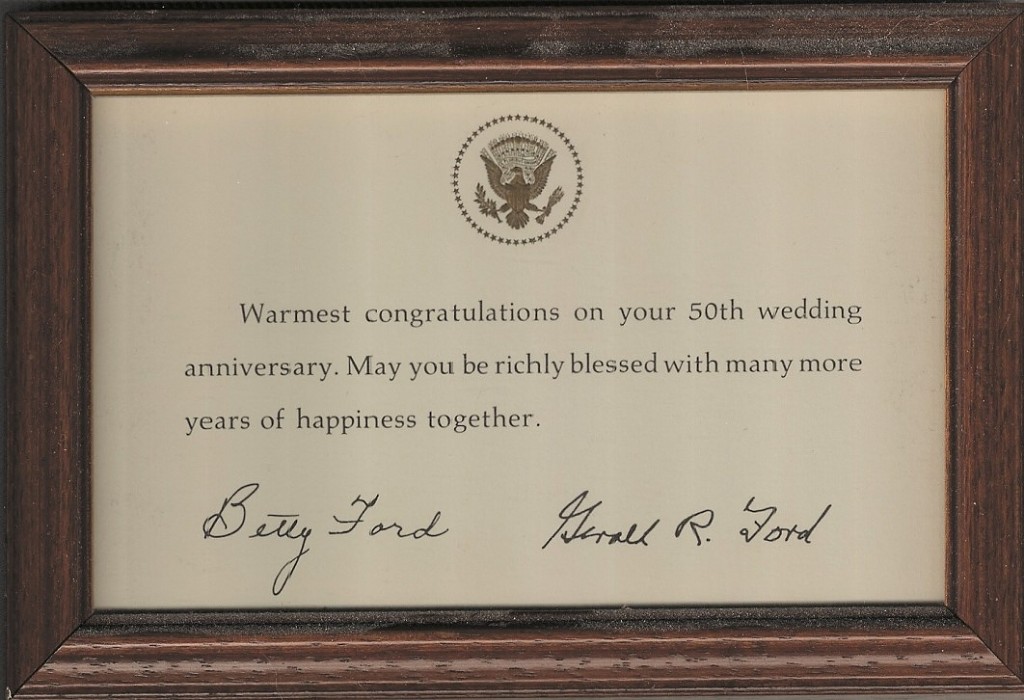 Warmest congratulations on your 50th wedding
anniversary. May you be richly blessed with many more
years of happiness together.
Betty Ford Gerald R. Ford